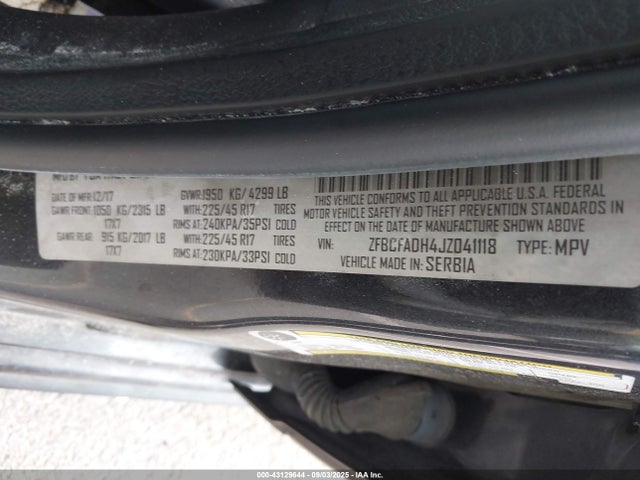 MFD BY
DATE OF MFR:12/17 GVWR:1950 KG/4299 LB
GAWR FRONT:1050 KG/2315 LB WITH:225/45 R17 TIRES
17X7 RIMS AT:240KPA/35PSI COLD
GAWR REAR: 915 KG/2017 LB WITH:225/45 R17 TIRES
17X7 RIMS AT:230KPA/33PSI COLD
THIS VEHICLE CONFORMS TO ALL APPLICABLE U.S.A. FEDERAL
MOTOR VEHICLE SAFETY, BUMPER AND THEFT PREVENTION STANDARDS IN
EFFECT ON THE DATE OF MANUFACTURE SHOWN ABOVE.
VIN: ZFBCFADH4JZ041118 TYPE: MPV
VEHICLE MADE IN: SERBIA
000-43129644 - 09/03/2025 - IAA Inc.